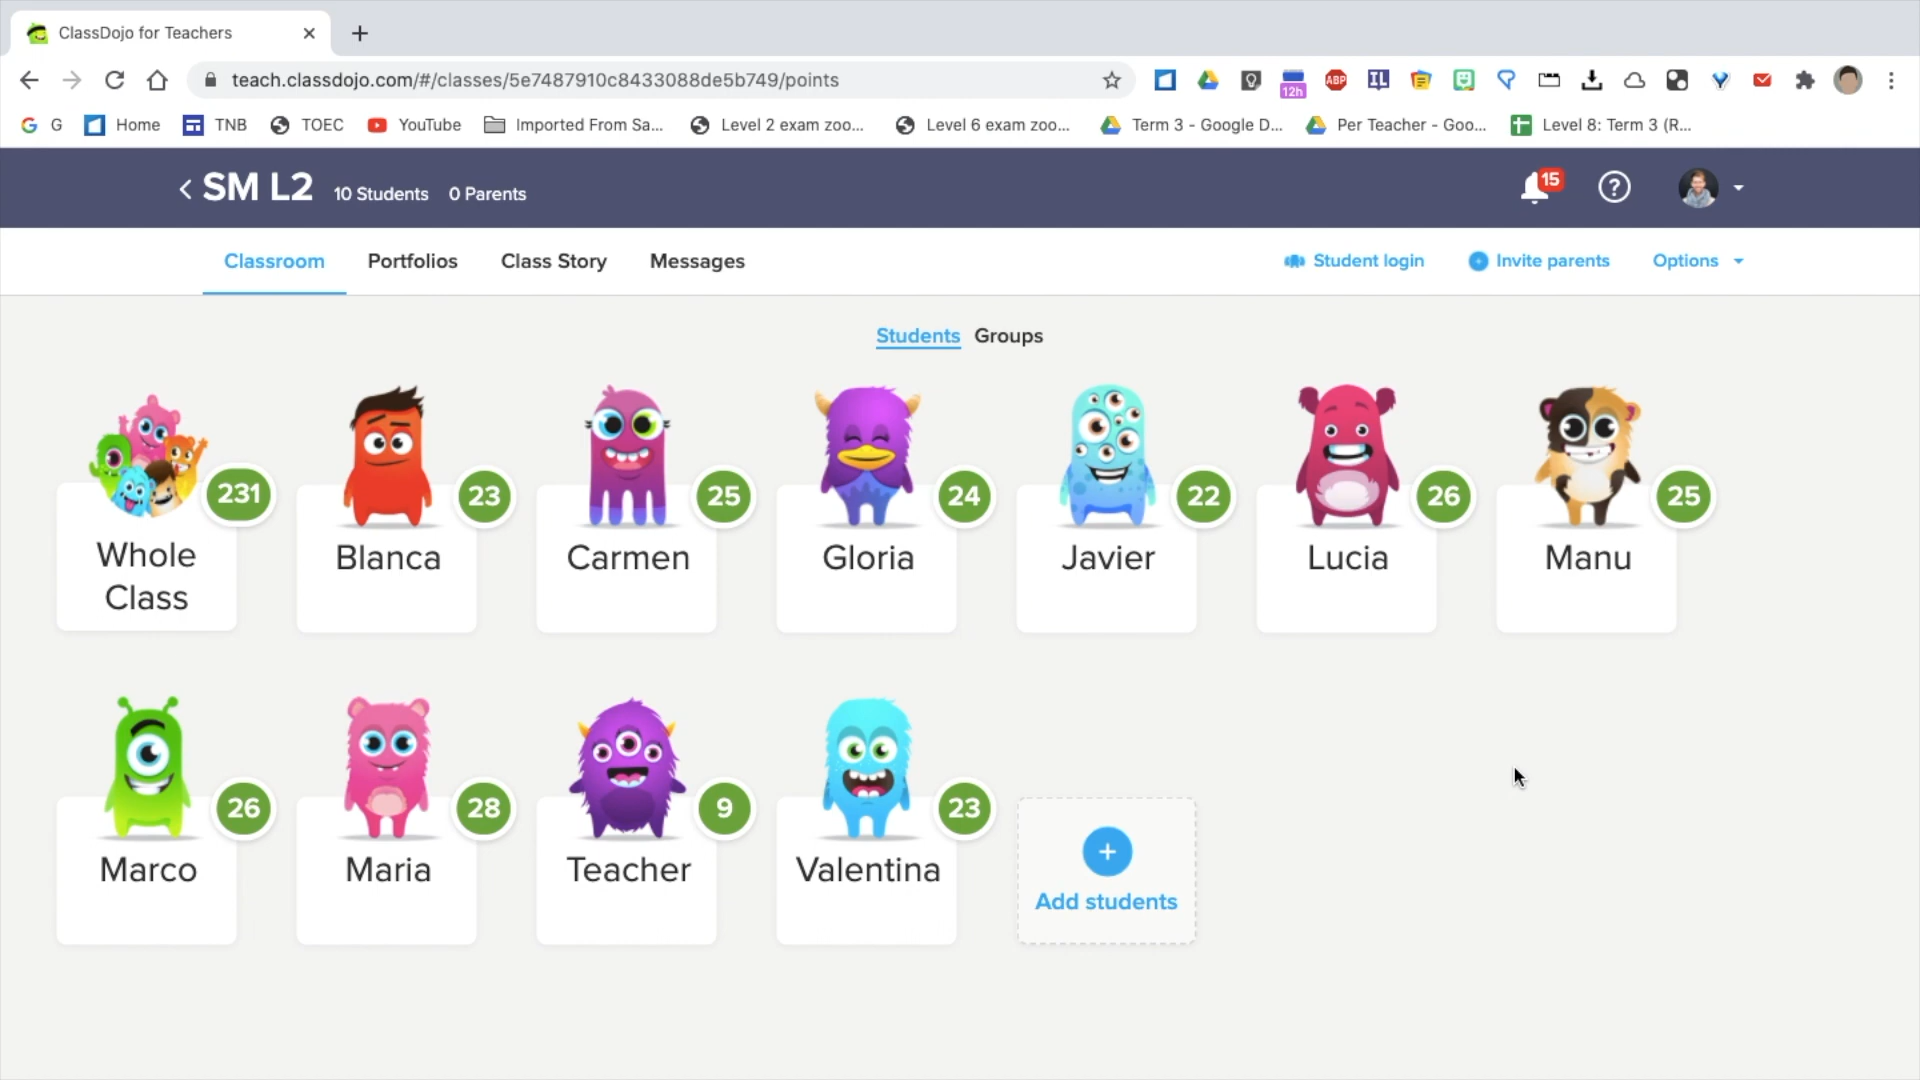 ClassDojo for Teachers
teach.classdojo.com/#/classes/5e7487910c8433088de5b749/points
ABP
IL
12h
G
Home
TNB
TOEC
YouTube
Imported From Sa...
Level 2 exam zoo...
Level 6 exam zoo...
Term 3 - Google D...
Per Teacher - Goo...
Level 8: Term 3 (R...
SM L2 10 Students 0 Parents
15
?
Classroom Portfolios Class Story Messages
Student login Invite parents Options
Students Groups
231
23
25
24
22
26
25
Whole
Class
Blanca
Carmen
Gloria
Javier
Lucia
Manu
26
28
9
23
Marco
Maria
Teacher
Valentina
Add students